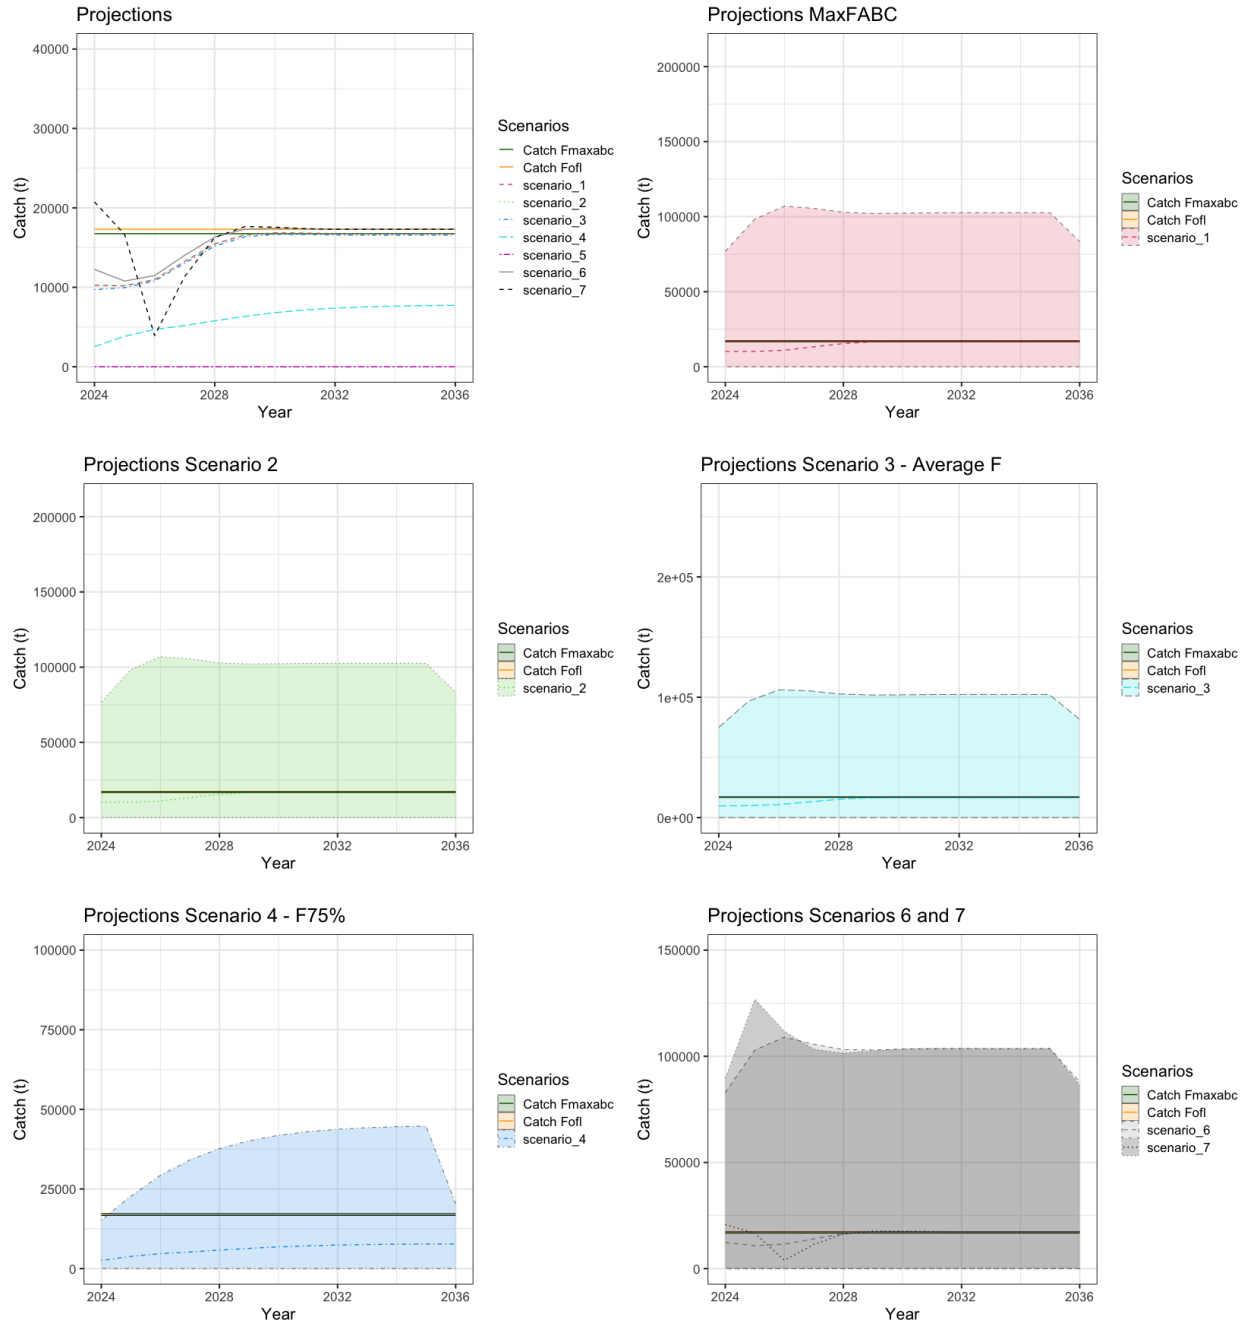 Projections
40000
30000
20000
10000
0
Catch (t)
2024
2028
2032
2036
Year
Scenarios
Catch Fmaxabc
Catch Fofl
scenario_1
scenario_2
scenario_3
scenario_4
scenario_5
scenario_6
scenario_7
Projections MaxFABC
200000
150000
100000
50000
0
Catch (t)
2024
2028
2032
2036
Year
Scenarios
Catch Fmaxabc
Catch Fofl
scenario_1
Projections Scenario 2
200000
150000
100000
50000
0
Catch (t)
2024
2028
2032
2036
Year
Scenarios
Catch Fmaxabc
Catch Fofl
scenario_2
Projections Scenario 3 - Average F
2e+05
1e+05
0e+00
Catch (t)
2024
2028
2032
2036
Year
Scenarios
Catch Fmaxabc
Catch Fofl
scenario_3
Projections Scenario 4 - F75%
100000
75000
50000
25000
0
Catch (t)
2024
2028
2032
2036
Year
Scenarios
Catch Fmaxabc
Catch Fofl
scenario_4
Projections Scenarios 6 and 7
150000
100000
50000
0
Catch (t)
2024
2028
2032
2036
Year
Scenarios
Catch Fmaxabc
Catch Fofl
scenario_6
scenario_7